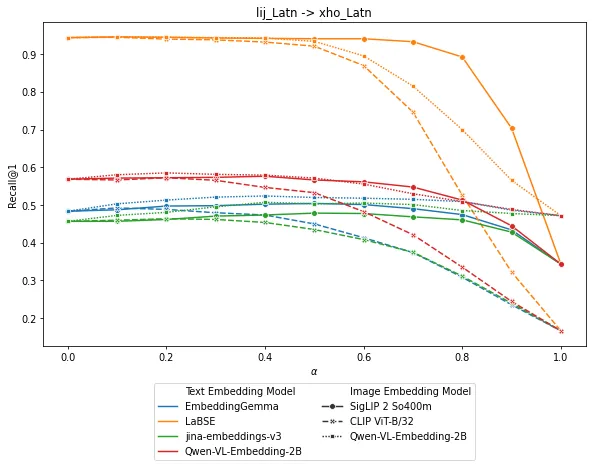 lij_Latn -> xho_Latn
Recall@1
0.9
0.8
0.7
0.6
0.5
0.4
0.3
0.2
0.0 0.2 0.4 0.6 0.8 1.0
α
Text Embedding Model Image Embedding Model
EmbeddingGemma SigLIP 2 So400m
LaBSE CLIP ViT-B/32
jina-embeddings-v3 Qwen-VL-Embedding-2B
Qwen-VL-Embedding-2B